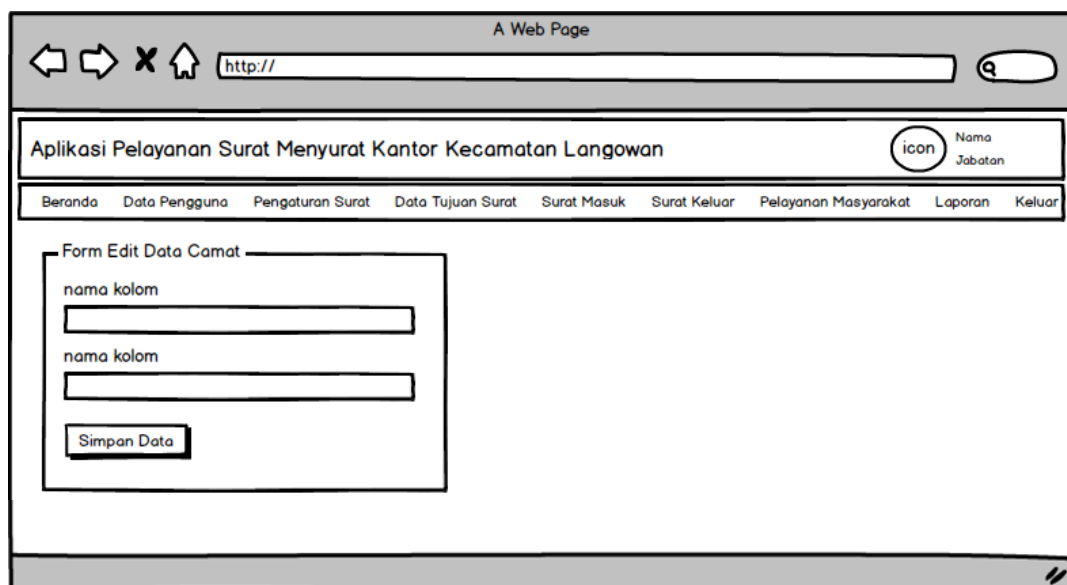 A Web Page
http://
Aplikasi Pelayanan Surat Menyurat Kantor Kecamatan Langowan
icon
Nama
Jabatan
Beranda Data Pengguna Pengaturan Surat Data Tujuan Surat Surat Masuk Surat Keluar Pelayanan Masyarakat Laporan Keluar
Form Edit Data Camat
nama kolom
nama kolom
Simpan Data